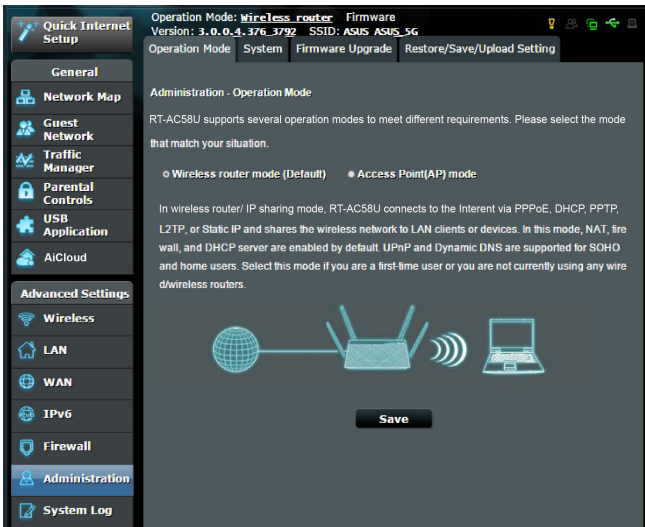 Quick Internet
Setup
General
Network Map
Guest
Network
Traffic
Manager
Parental
Controls
USB
Application
AiCloud
Advanced Settings
Wireless
LAN
WAN
IPv6
Firewall
Administration
System Log
Operation Mode: Wireless router Firmware
Version: 3.0.0.4.376_3792 SSID: ASUS ASUS_5G
Operation Mode System Firmware Upgrade Restore/Save/Upload Setting
Administration - Operation Mode
RT-AC58U supports several operation modes to meet different requirements. Please select the mode
that match your situation.
Wireless router mode (Default) Access Point(AP) mode
In wireless router/ IP sharing mode, RT-AC58U connects to the Interent via PPPoE, DHCP, PPTP,
L2TP, or Static IP and shares the wireless network to LAN clients or devices. In this mode, NAT, fire
wall, and DHCP server are enabled by default. UPnP and Dynamic DNS are supported for SOHO
and home users. Select this mode if you are a first-time user or you are not currently using any wire
d/wireless routers.
Save